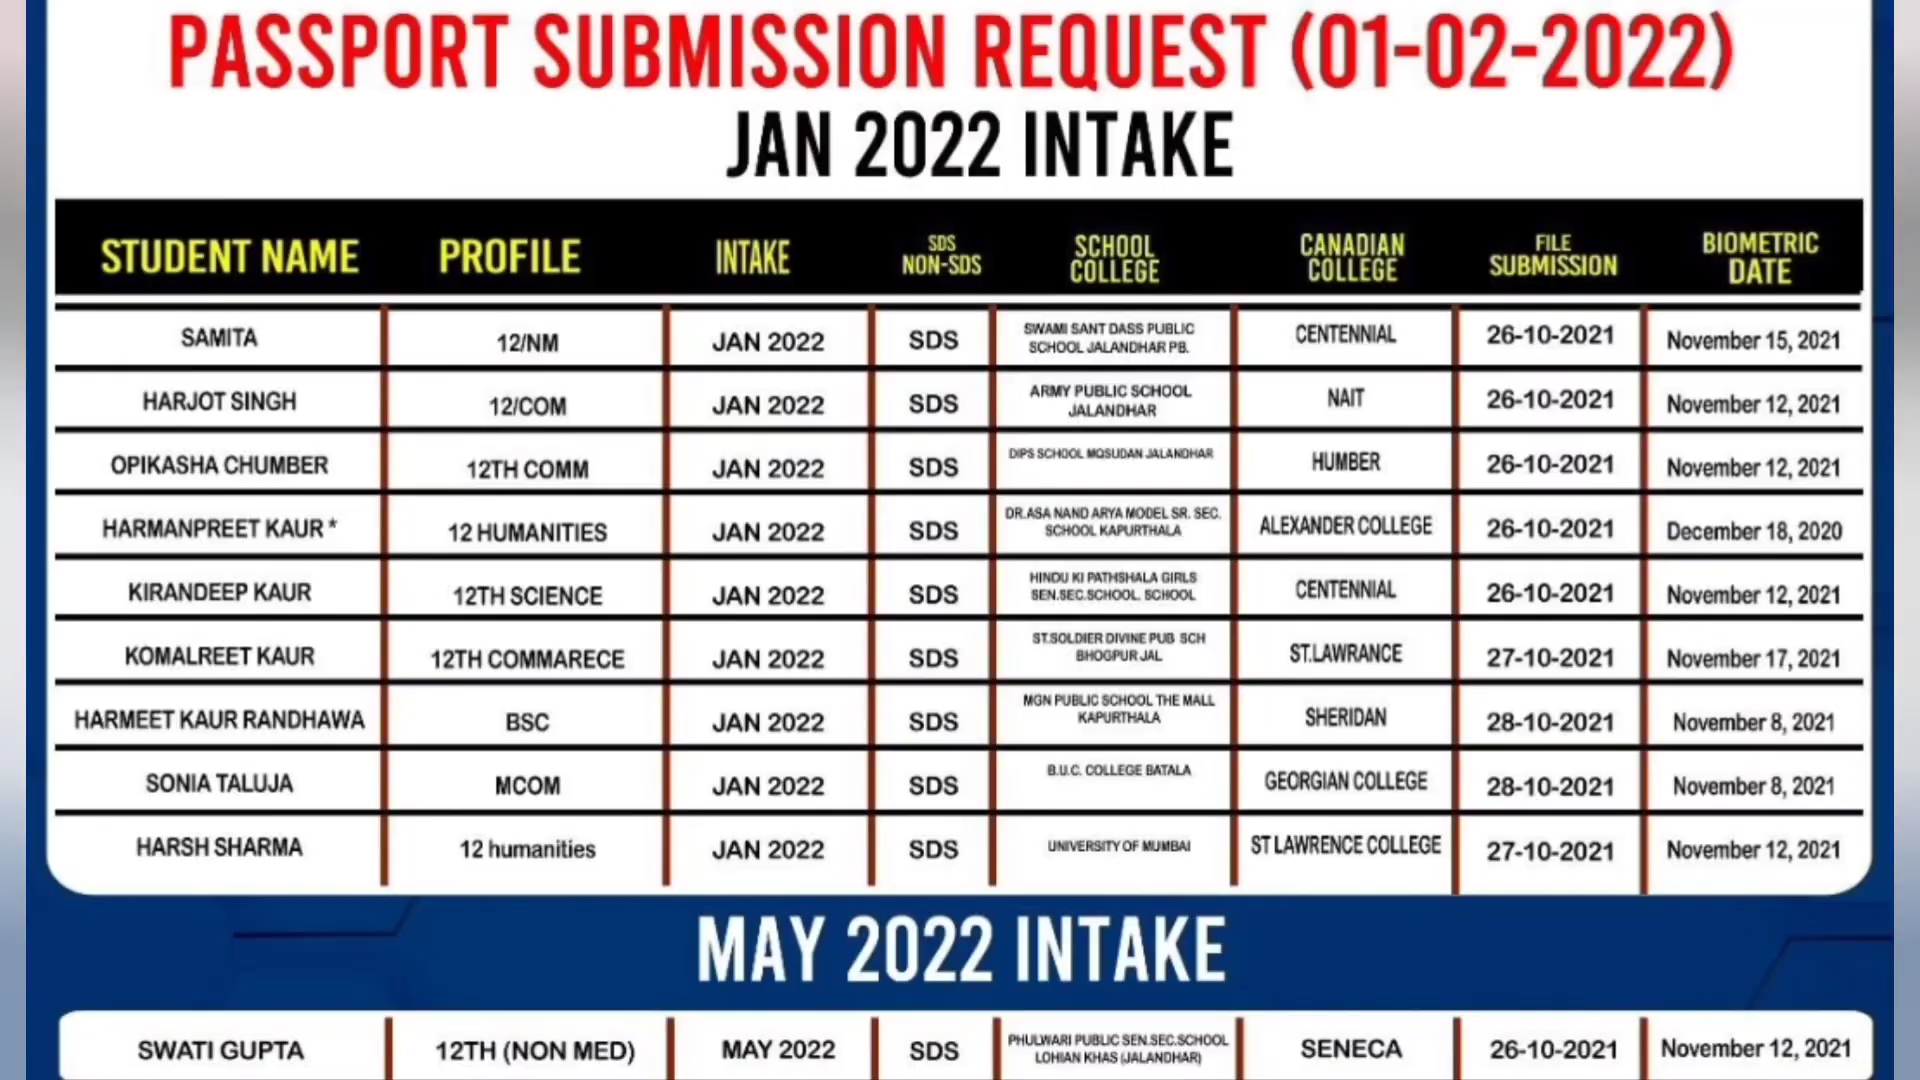 PASSPORT SUBMISSION REQUEST (01-02-2022)
JAN 2022 INTAKE
STUDENT NAME PROFILE INTAKE SDS NON-SDS SCHOOL COLLEGE CANADIAN COLLEGE FILE SUBMISSION BIOMETRIC DATE
SAMITA 12/NM JAN 2022 SDS SWAMI SANT DASS PUBLIC SCHOOL JALANDHAR PB. CENTENNIAL 26-10-2021 November 15, 2021
HARJOT SINGH 12/COM JAN 2022 SDS ARMY PUBLIC SCHOOL JALANDHAR NAIT 26-10-2021 November 12, 2021
OPIKASHA CHUMBER 12TH COMM JAN 2022 SDS DIPS SCHOOL MQSUDAN JALANDHAR HUMBER 26-10-2021 November 12, 2021
HARMANPREET KAUR * 12 HUMANITIES JAN 2022 SDS DR.ASA NAND ARYA MODEL SR. SEC. SCHOOL KAPURTHALA ALEXANDER COLLEGE 26-10-2021 December 18, 2020
KIRANDEEP KAUR 12TH SCIENCE JAN 2022 SDS HINDU KI PATHSHALA GIRLS SEN.SEC.SCHOOL. SCHOOL CENTENNIAL 26-10-2021 November 12, 2021
KOMALREET KAUR 12TH COMMARECE JAN 2022 SDS ST.SOLDIER DIVINE PUB SCH BHOGPUR JAL ST.LAWRANCE 27-10-2021 November 17, 2021
HARMEET KAUR RANDHAWA BSC JAN 2022 SDS MGN PUBLIC SCHOOL THE MALL KAPURTHALA SHERIDAN 28-10-2021 November 8, 2021
SONIA TALUJA MCOM JAN 2022 SDS B.U.C. COLLEGE BATALA GEORGIAN COLLEGE 28-10-2021 November 8, 2021
HARSH SHARMA 12 humanities JAN 2022 SDS UNIVERSITY OF MUMBAI ST LAWRENCE COLLEGE 27-10-2021 November 12, 2021
MAY 2022 INTAKE
SWATI GUPTA 12TH (NON MED) MAY 2022 SDS PHULWARI PUBLIC SEN.SEC.SCHOOL LOHIAN KHAS (JALANDHAR) SENECA 26-10-2021 November 12, 2021